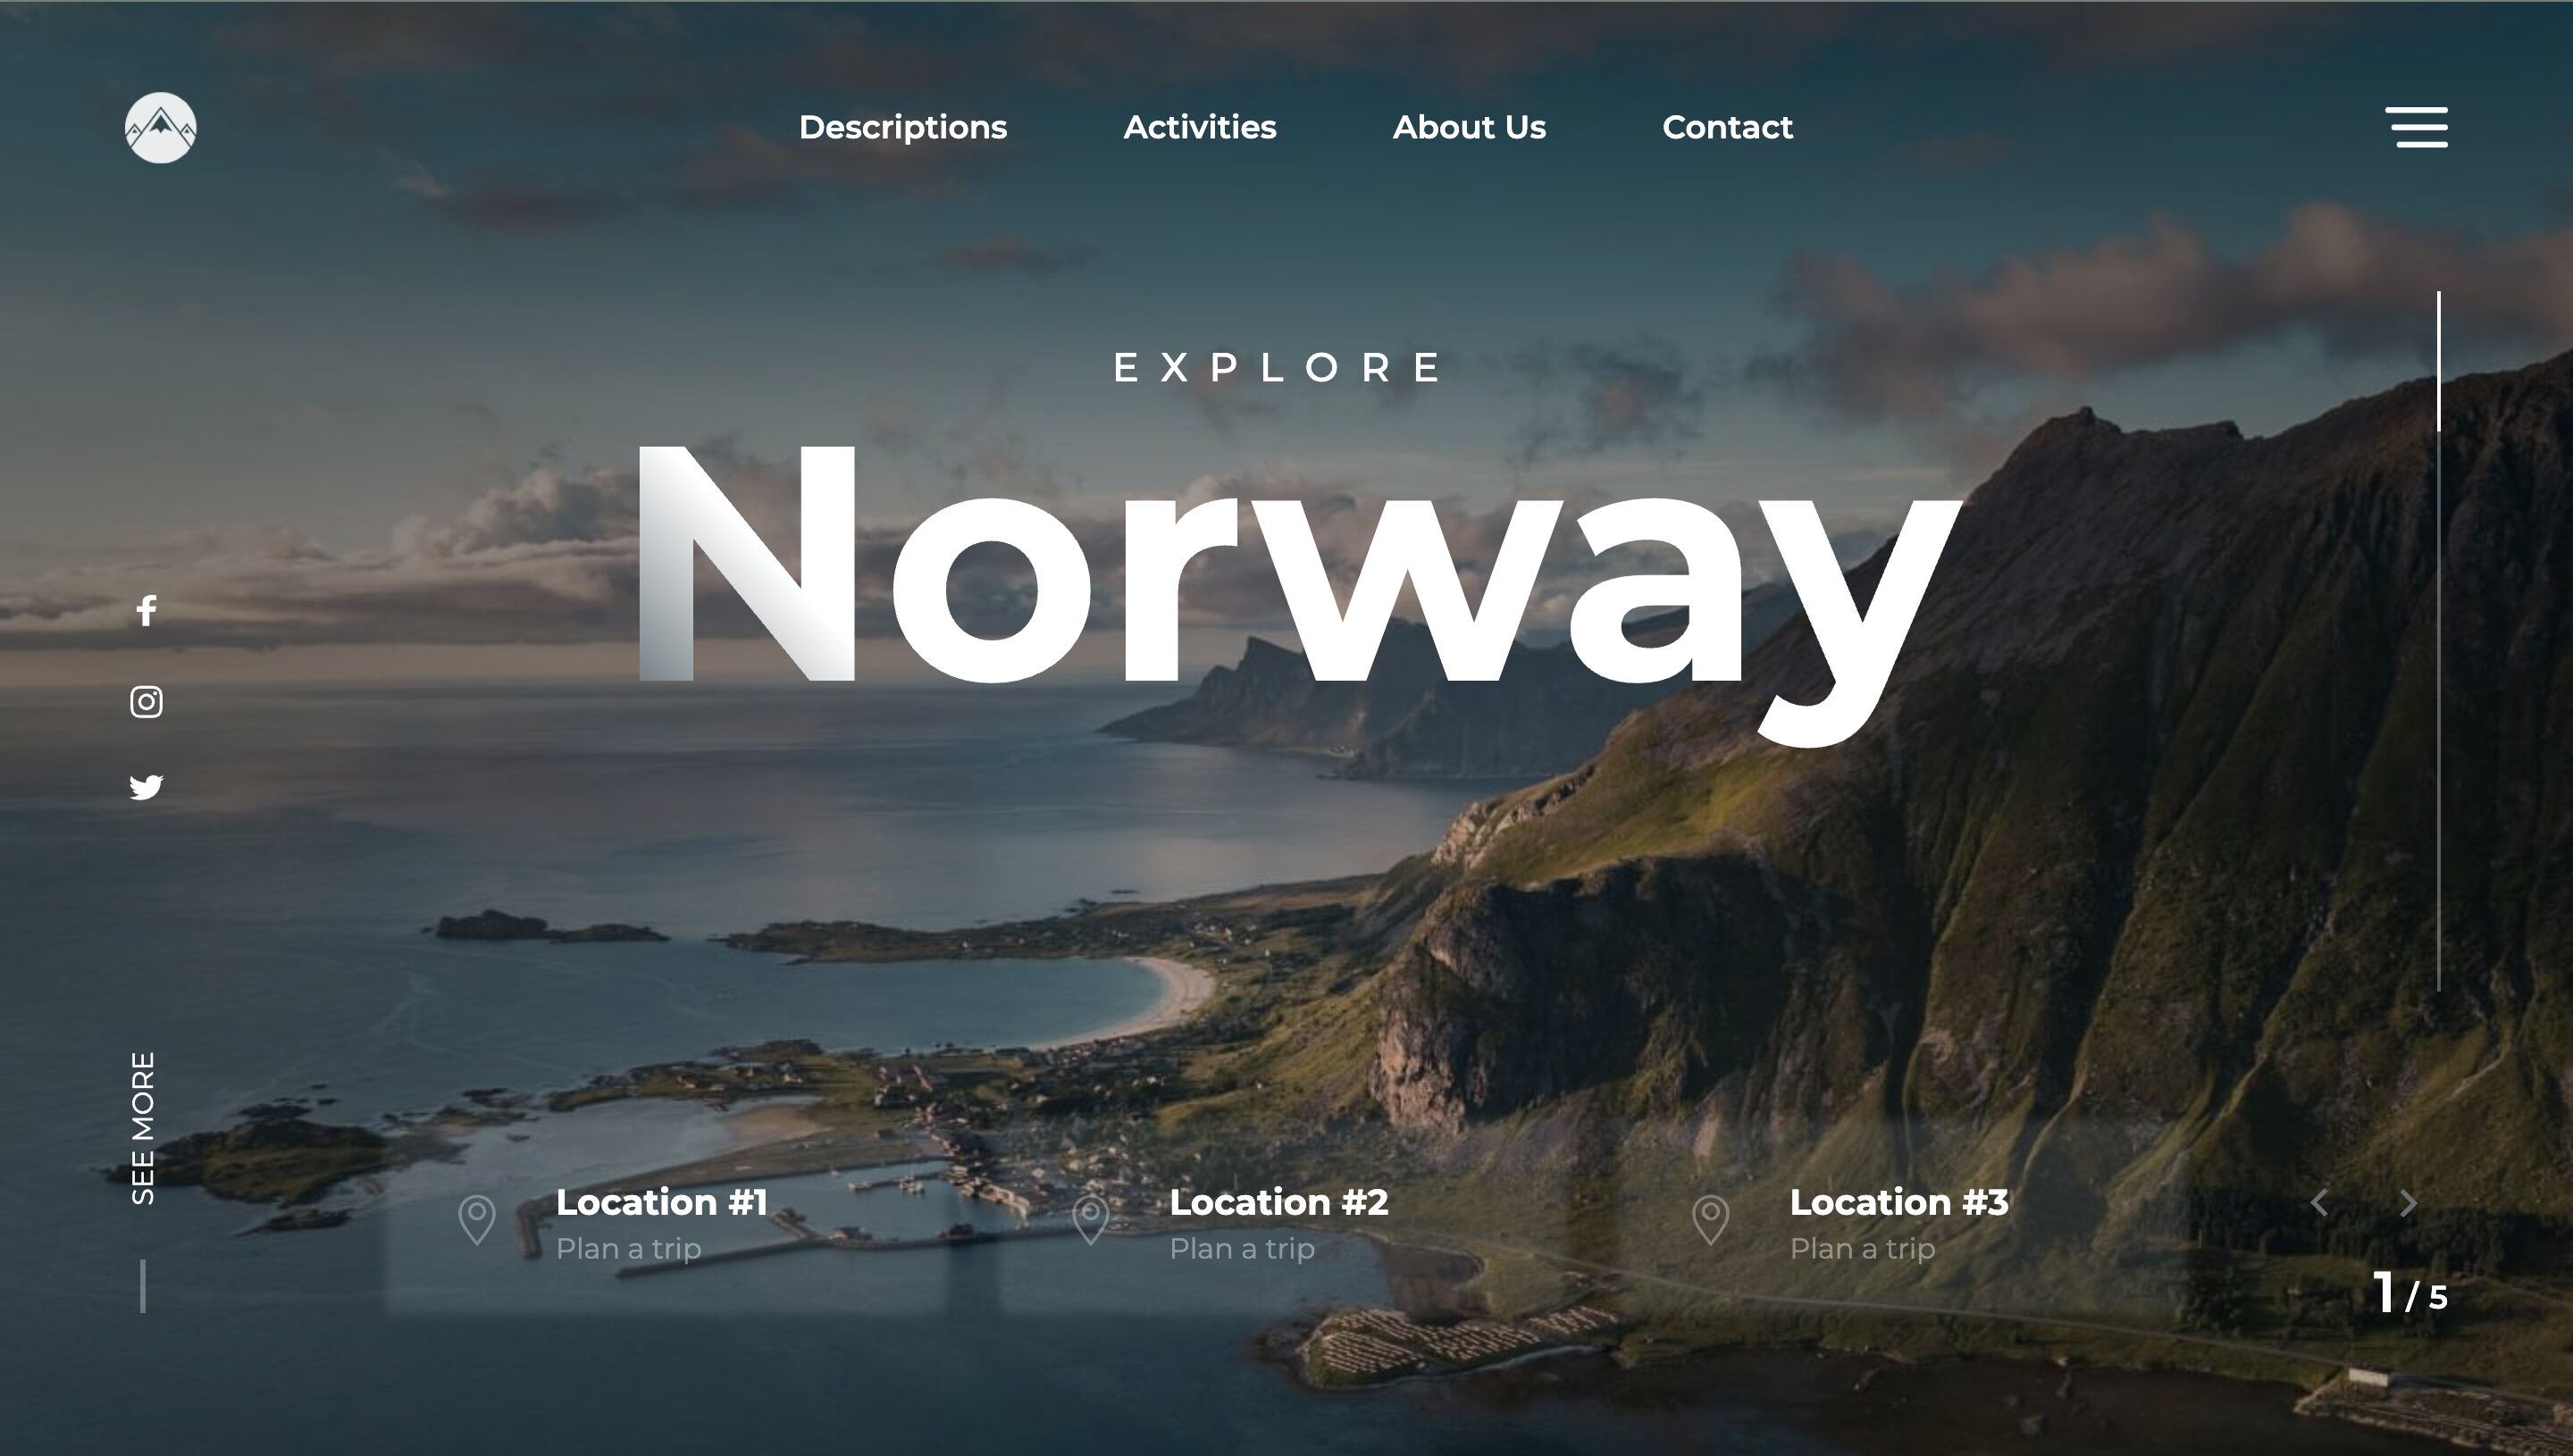 Descriptions
Activities
About Us
Contact
EXPLORE
Norway
SEE MORE
Location #1
Plan a trip
Location #2
Plan a trip
Location #3
Plan a trip
1 / 5